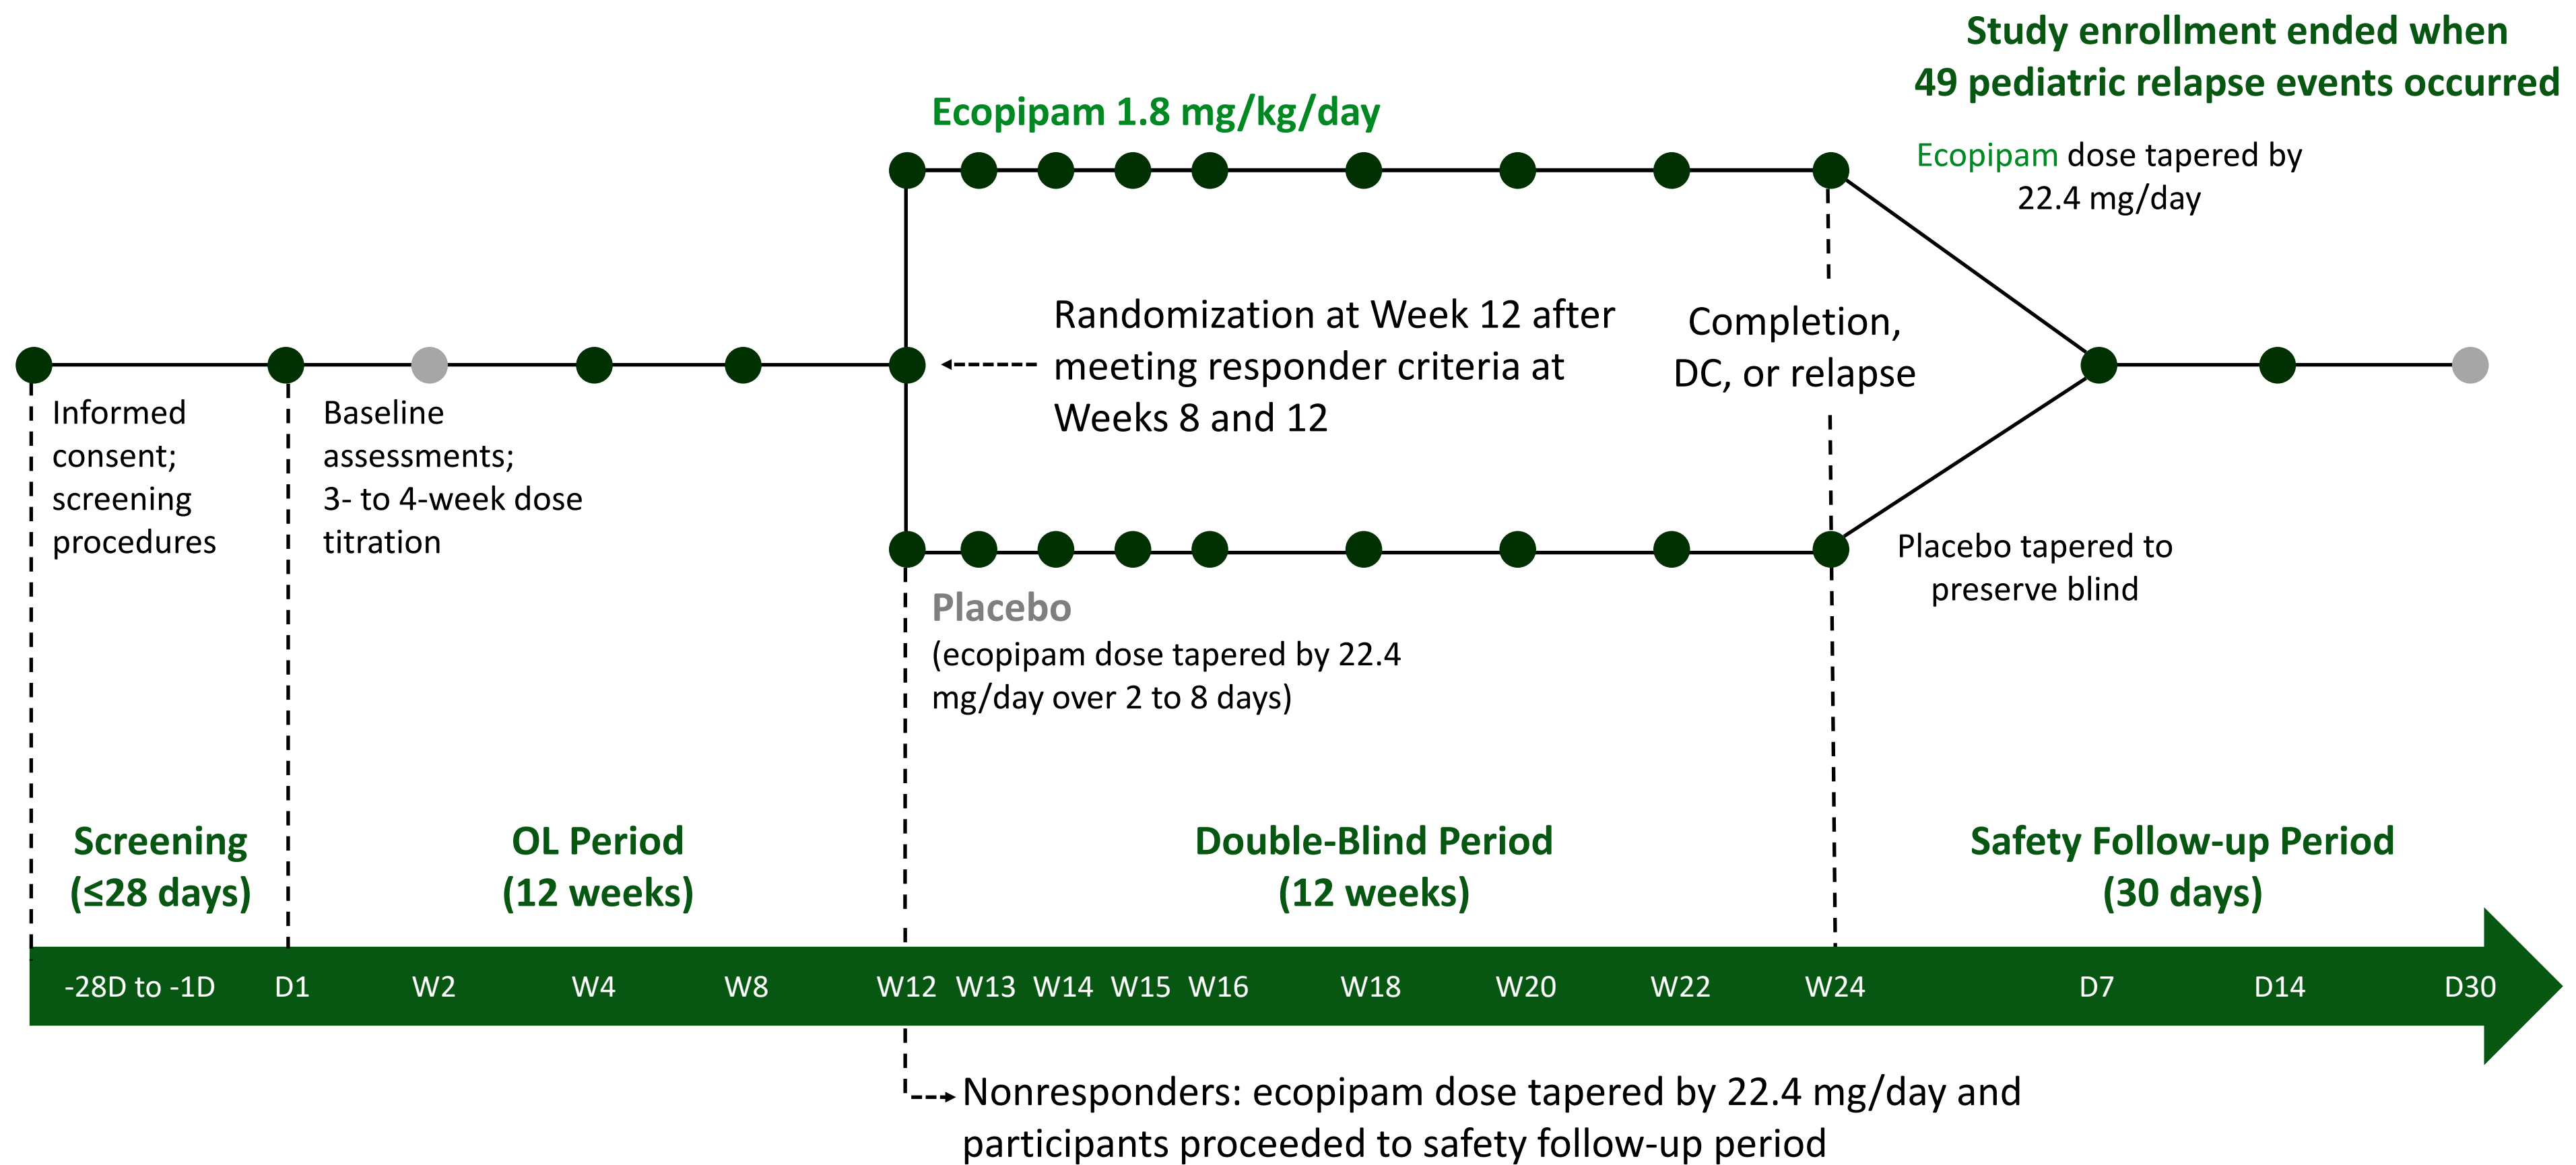 Study enrollment ended when
49 pediatric relapse events occurred
Ecopipam 1.8 mg/kg/day
Ecopipam dose tapered by
22.4 mg/day
Randomization at Week 12 after
meeting responder criteria at
Weeks 8 and 12
Completion,
DC, or relapse
Informed
consent;
screening
procedures
Baseline
assessments;
3- to 4-week dose
titration
Placebo tapered to
preserve blind
Placebo
(ecopipam dose tapered by 22.4
mg/day over 2 to 8 days)
Screening
(≤28 days)
OL Period
(12 weeks)
Double-Blind Period
(12 weeks)
Safety Follow-up Period
(30 days)
-28D to -1D D1 W2 W4 W8 W12 W13 W14 W15 W16 W18 W20 W22 W24 D7 D14 D30
Nonresponders: ecopipam dose tapered by 22.4 mg/day and
participants proceeded to safety follow-up period